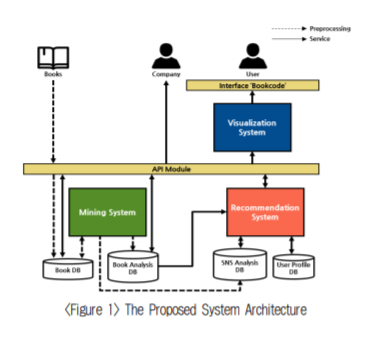 Preprocessing
Service
Books
Company
User
Interface 'Bookcode'
Visualization
System
API Module
Mining System
Recommendation
System
Book DB
Book Analysis
DB
SNS Analysis
DB
User Profile
DB
<Figure 1> The Proposed System Architecture